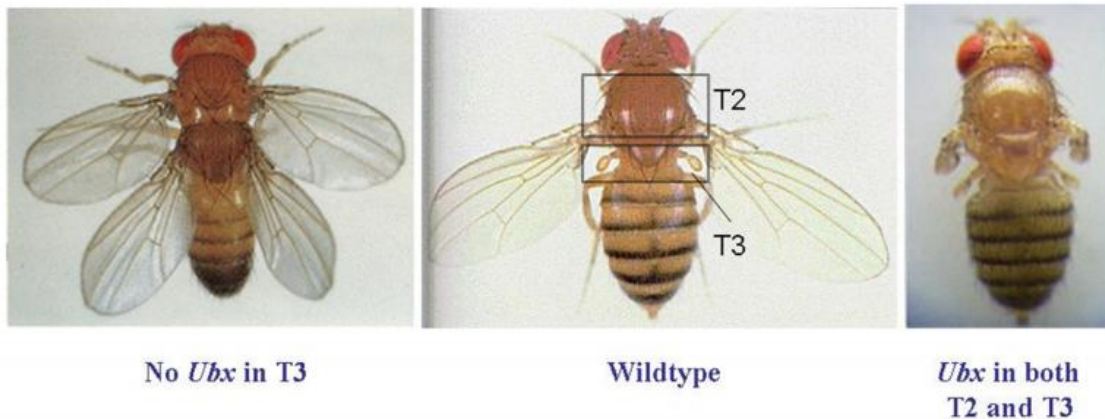 T2
T3
No Ubx in T3
Wildtype
Ubx in both
T2 and T3